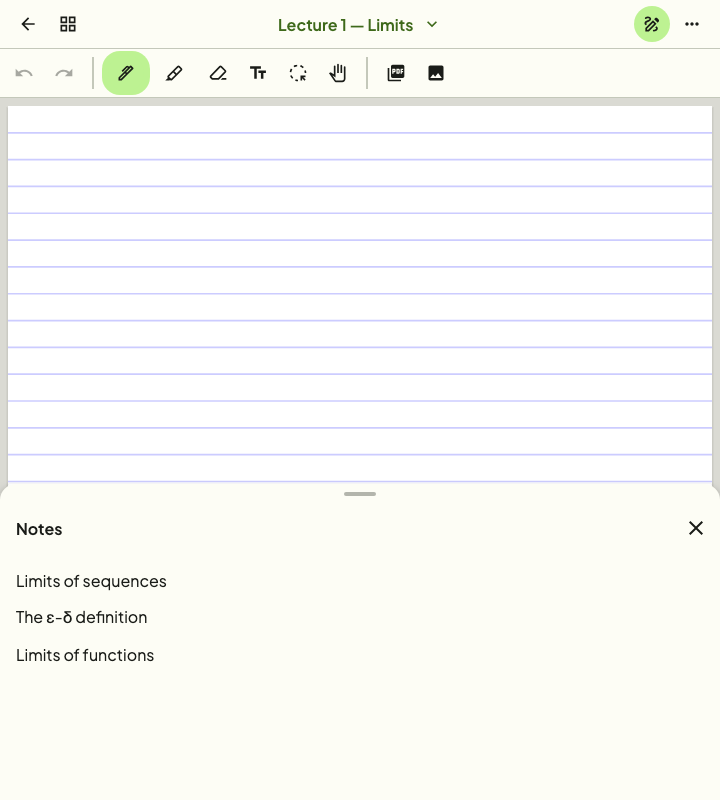 Lecture 1 — Limits
PDF
Notes
Limits of sequences
The ε-δ definition
Limits of functions